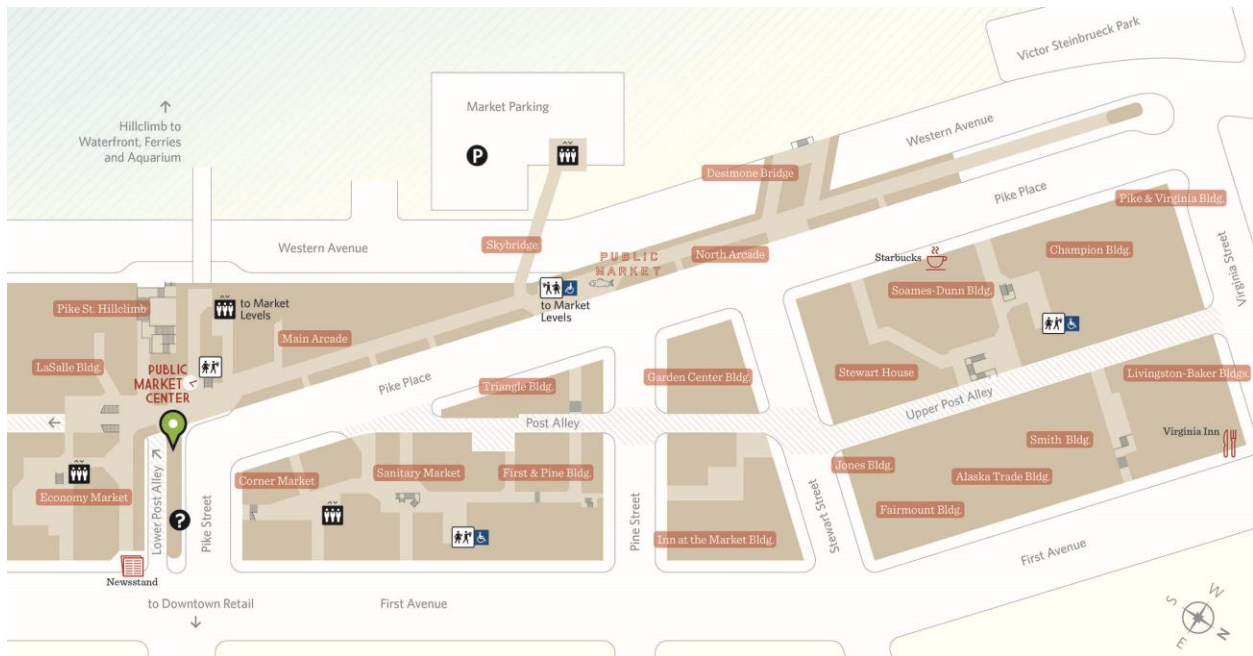 Victor Steinbrueck Park
Market Parking
P
Hillclimb to
Waterfront, Ferries
and Aquarium
Western Avenue
Desimone Bridge
Pike Place
Pike & Virginia Bldg.
Western Avenue
Skybridge
PUBLIC
MARKET
North Arcade
Starbucks
Champion Bldg.
Virginia Street
Soames-Dunn Bldg.
to Market
Levels
Pike St. Hillclimb
to Market
Levels
Main Arcade
LaSalle Bldg.
PUBLIC
MARKET
CENTER
Pike Place
Triangle Bldg.
Garden Center Bldg.
Stewart House
Livingston-Baker Bldgs.
Upper Post Alley
Post Alley
Virginia Inn
Smith Bldg.
Jones Bldg.
Alaska Trade Bldg.
Fairmount Bldg.
Economy Market
Lower Post Alley
?
Pike Street
Corner Market
Sanitary Market
First & Pine Bldg.
Pine Street
Inn at the Market Bldg.
Stewart Street
First Avenue
Newsstand
to Downtown Retail
First Avenue
S
W
E
N